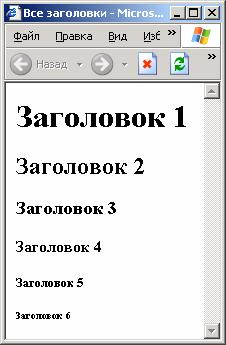 Все заголовки - Micros...
Файл Правка Вид Изб »
Назад »
Заголовок 1
Заголовок 2
Заголовок 3
Заголовок 4
Заголовок 5
Заголовок 6